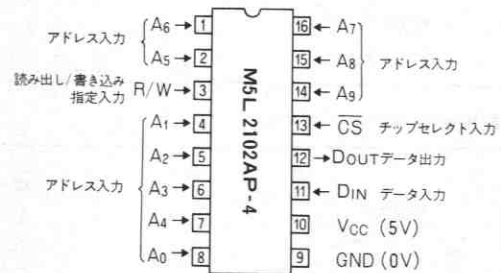 アドレス入力
A6
1
A5
2
読み出し/書き込み
指定入力
R/W
3
アドレス入力
A1
4
A2
5
A3
6
A4
7
A0
8
M5L 2102AP-4
16
A7
15
A8
アドレス入力
14
A9
13
CS チップセレクト入力
12
DOUT データ出力
11
DIN データ入力
10
VCC (5V)
9
GND (0V)